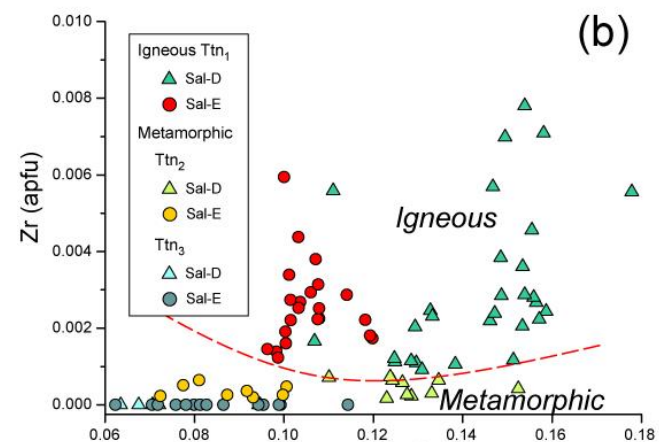 (b)
0.010
0.008
0.006
0.004
0.002
0.000
Zr (apfu)
Igneous Ttn1
Sal-D
Sal-E
Metamorphic
Ttn2
Sal-D
Sal-E
Ttn3
Sal-D
Sal-E
Igneous
Metamorphic
0.06 0.08 0.10 0.12 0.14 0.16 0.18